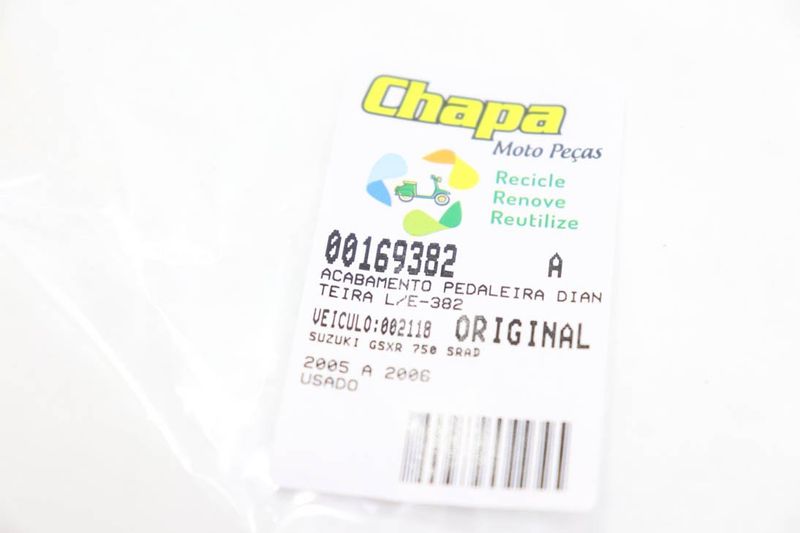 Chapa
Moto Peças
Recicle
Renove
Reutilize
00169382 A
ACABAMENTO PEDALEIRA DIAN
TEIRA L/E-382
VEICULO:002118 ORIGINAL
SUZUKI GSXR 750 SRAD
2005 A 2006
USADO